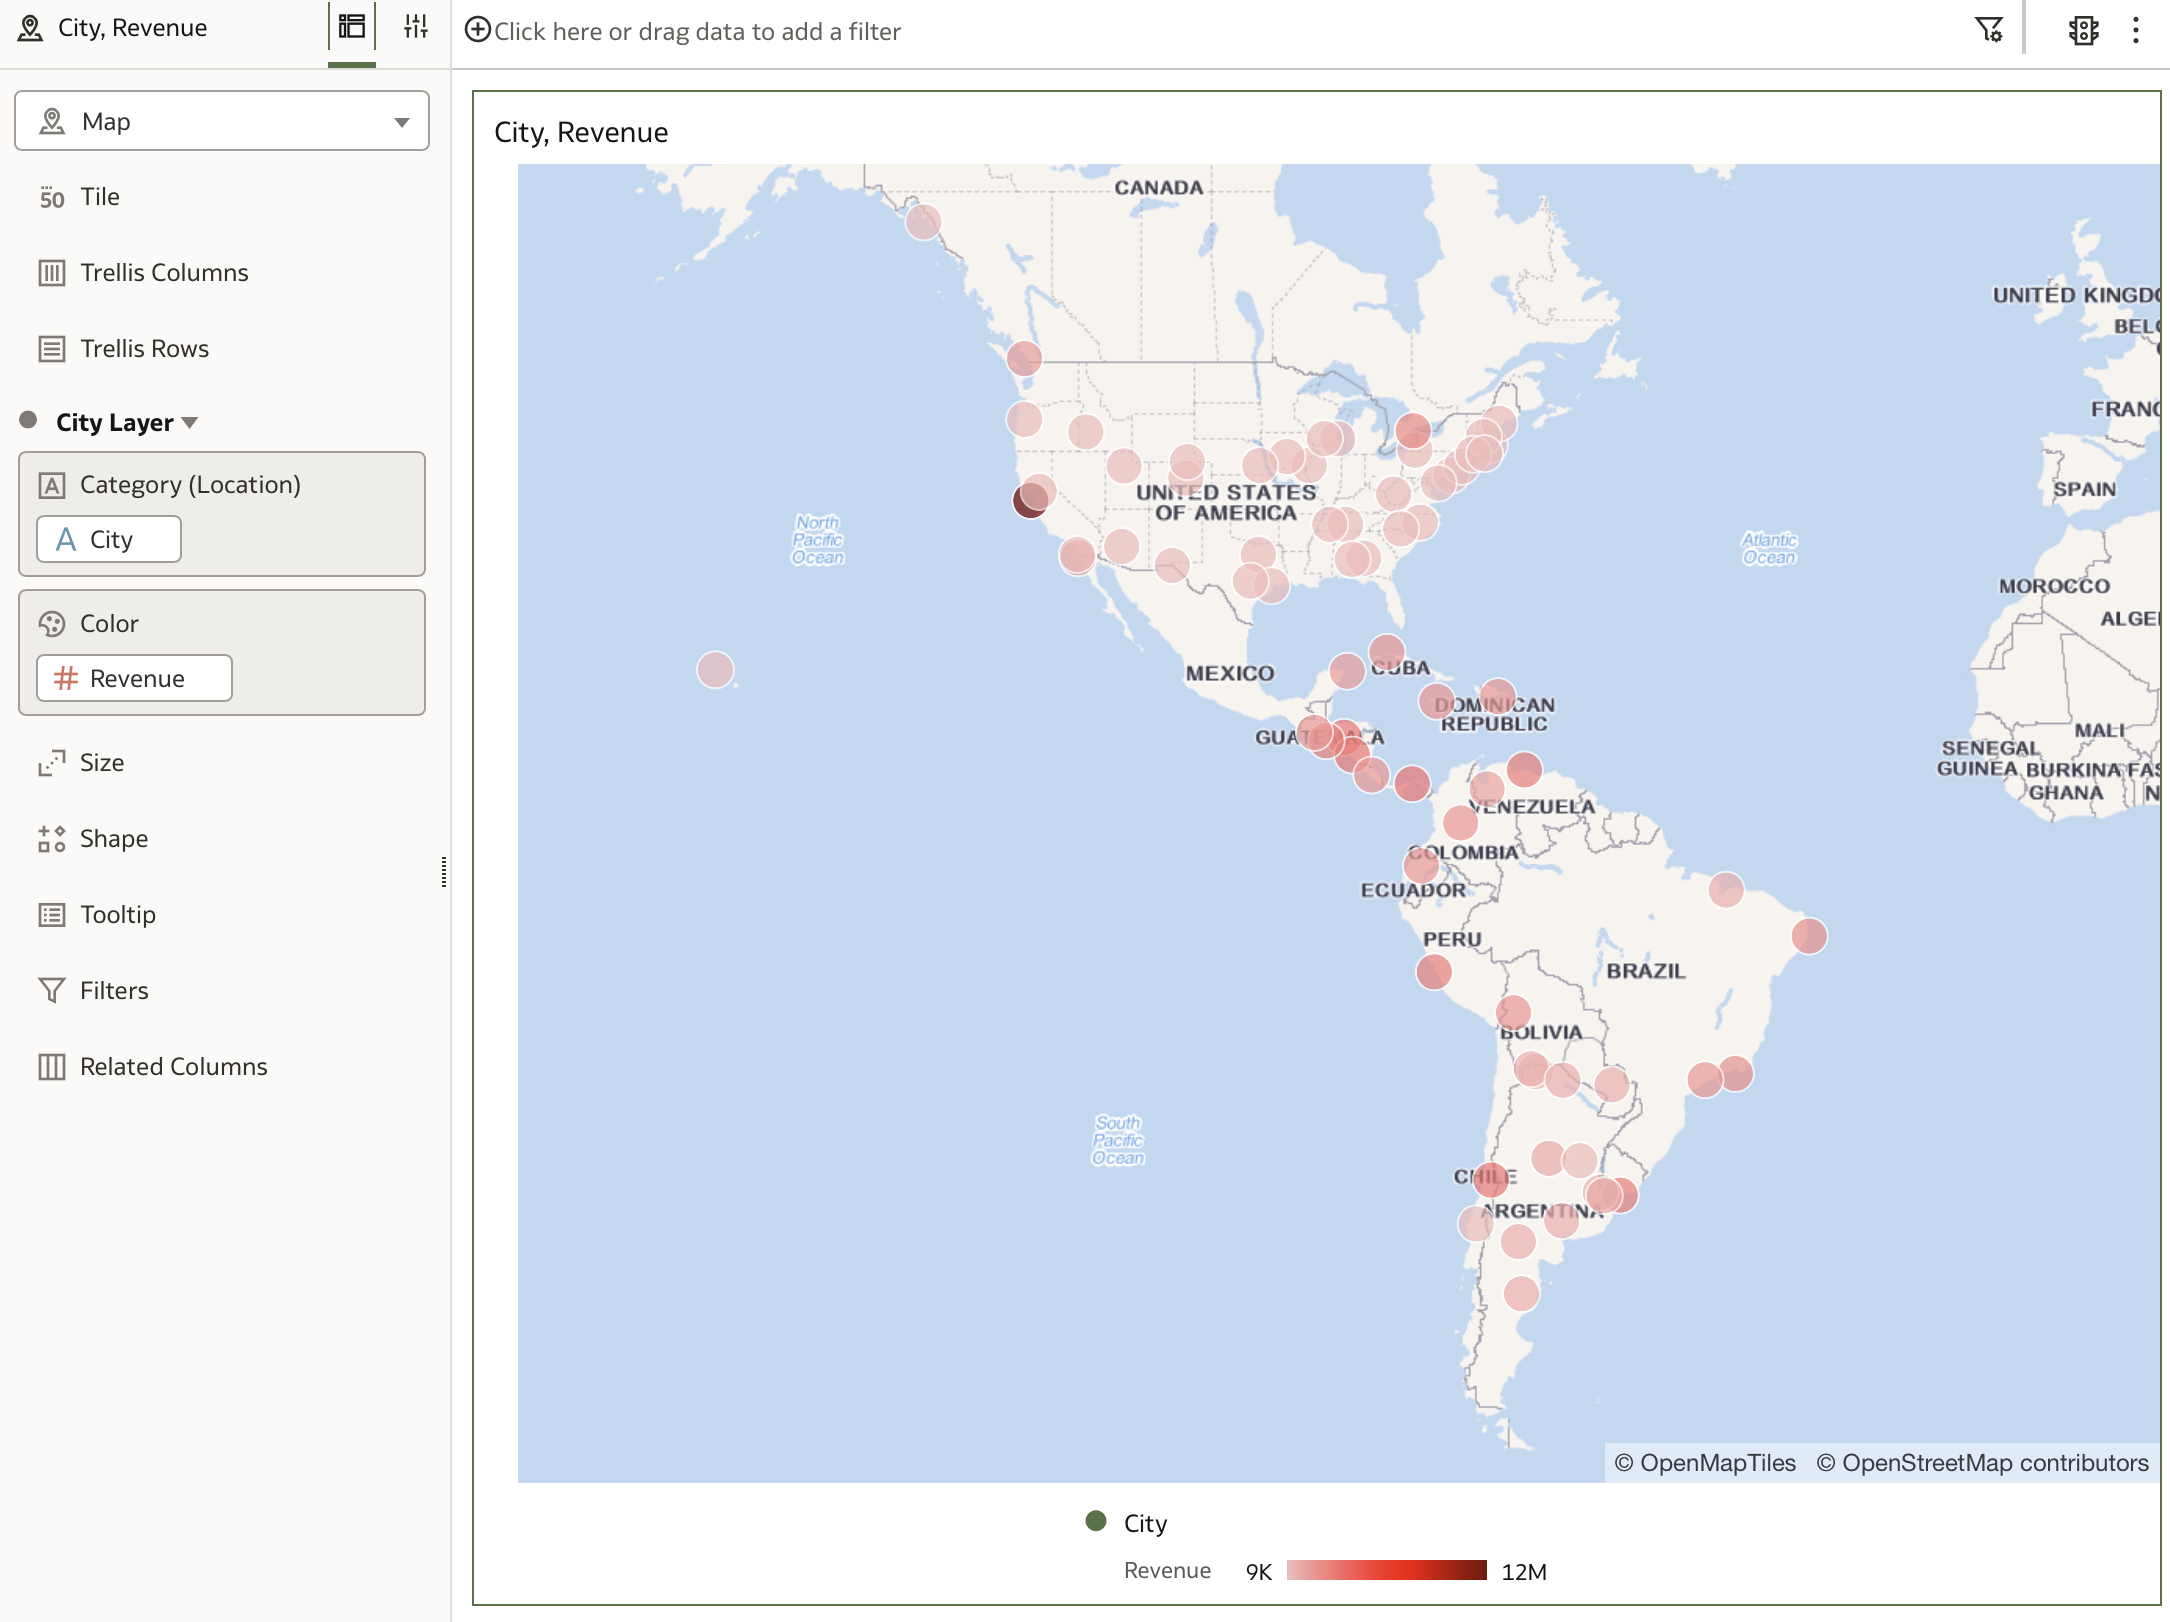 City, Revenue
Click here or drag data to add a filter
Map
50 Tile
Trellis Columns
Trellis Rows
City Layer
A Category (Location)
A City
Color
# Revenue
Size
Shape
Tooltip
Filters
Related Columns
City, Revenue
CANADA
UNITED KINGDO
BEL
FRANC
UNITED STATES
OF AMERICA
SPAIN
North
Pacific
Ocean
Atlantic
Ocean
MOROCCO
ALGE
MEXICO
CUBA
DOMINICAN
REPUBLIC
GUATEMALA
MALI
SENEGAL
GUINEA BURKINA FAS
GHANA N
VENEZUELA
COLOMBIA
ECUADOR
PERU
BRAZIL
BOLIVIA
South
Pacific
Ocean
CHILE
ARGENTINA
© OpenMapTiles © OpenStreetMap contributors
City
Revenue 9K 12M